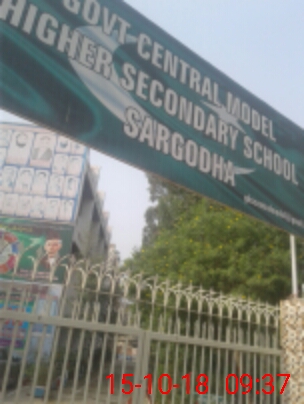 GOVT CENTRAL MODEL
HIGHER SECONDARY SCHOOL
SARGODHA
15-10-18 09:37